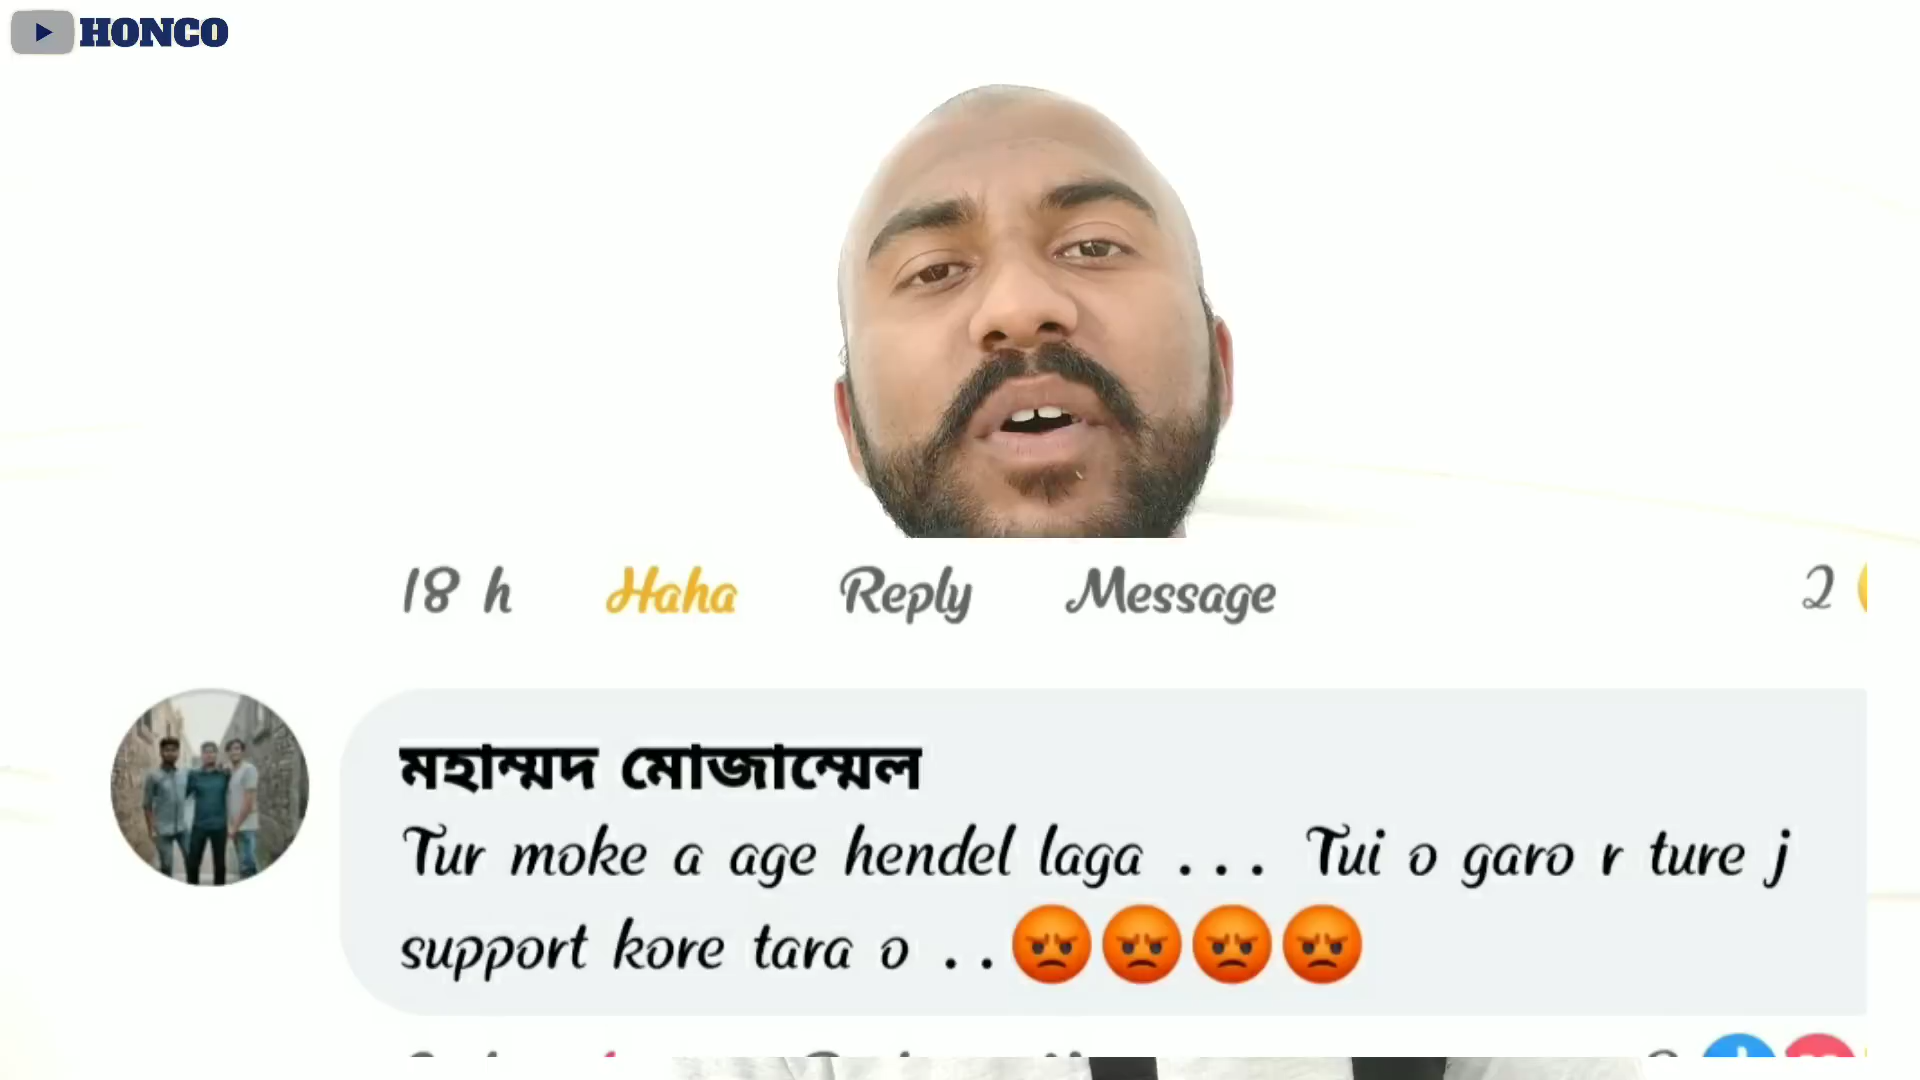 HONCO
18 h Haha Reply Message 2
মহাম্মদ মোজাম্মেল
Tur moke a age hendel laga . . . Tui o garo r ture j
support kore tara o . . 😡😡😡😡